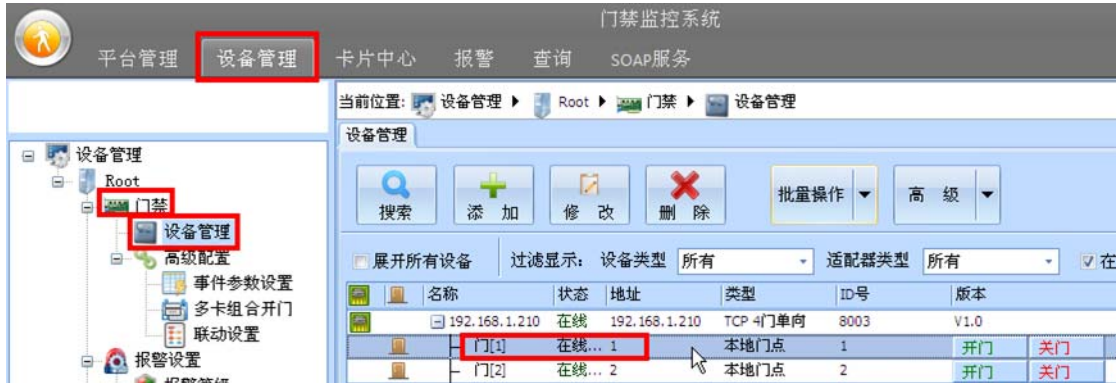 门禁监控系统
平台管理 设备管理 卡片中心 报警 查询 SOAP服务
当前位置: 设备管理 Root 门禁 设备管理
设备管理
设备管理
Root
门禁
设备管理
高级配置
事件参数设置
多卡组合开门
联动设置
报警设置
搜索 添 加 修 改 删 除 批量操作 高 级
展开所有设备 过滤显示: 设备类型 所有 适配器类型 所有 在
名称 状态 地址 类型 ID号 版本
192.168.1.210 在线 192.168.1.210 TCP 4门单向 8003 V1.0
门[1] 在线... 1 本地门点 1 开门 关门
门[2] 在线... 2 本地门点 2 开门 关门